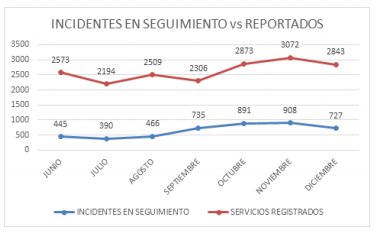 INCIDENTES EN SEGUIMIENTO vs REPORTADOS
3500
3000
2500
2000
1500
1000
500
0
2573
2194
2509
2306
2873
3072
2843
445
390
466
735
891
908
727
JUNIO
JULIO
AGOSTO
SEPTIEMBRE
OCTUBRE
NOVIEMBRE
DICIEMBRE
INCIDENTES EN SEGUIMIENTO
SERVICIOS REGISTRADOS